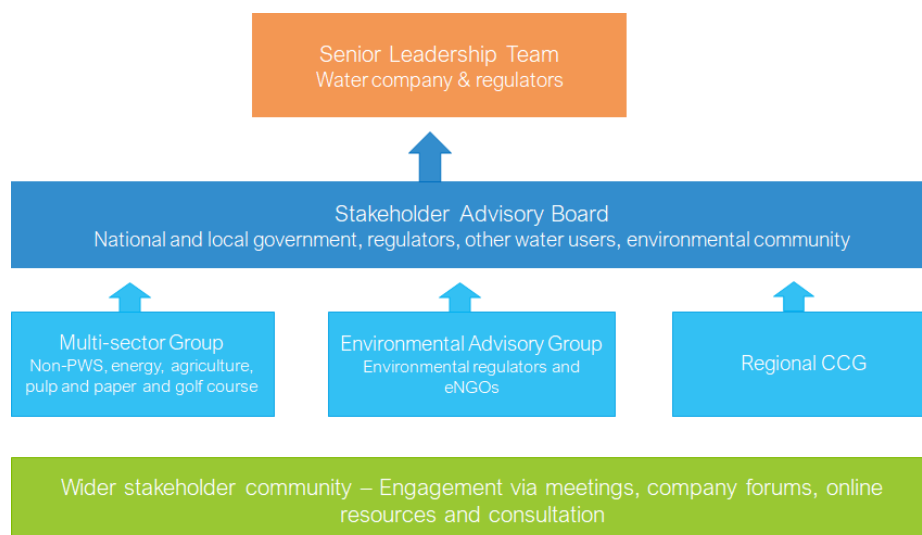 Senior Leadership Team
Water company & regulators
Stakeholder Advisory Board
National and local government, regulators, other water users, environmental community
Multi-sector Group
Non-PWS, energy, agriculture,
pulp and paper and golf course
Environmental Advisory Group
Environmental regulators and
eNGOs
Regional CCG
Wider stakeholder community – Engagement via meetings, company forums, online
resources and consultation